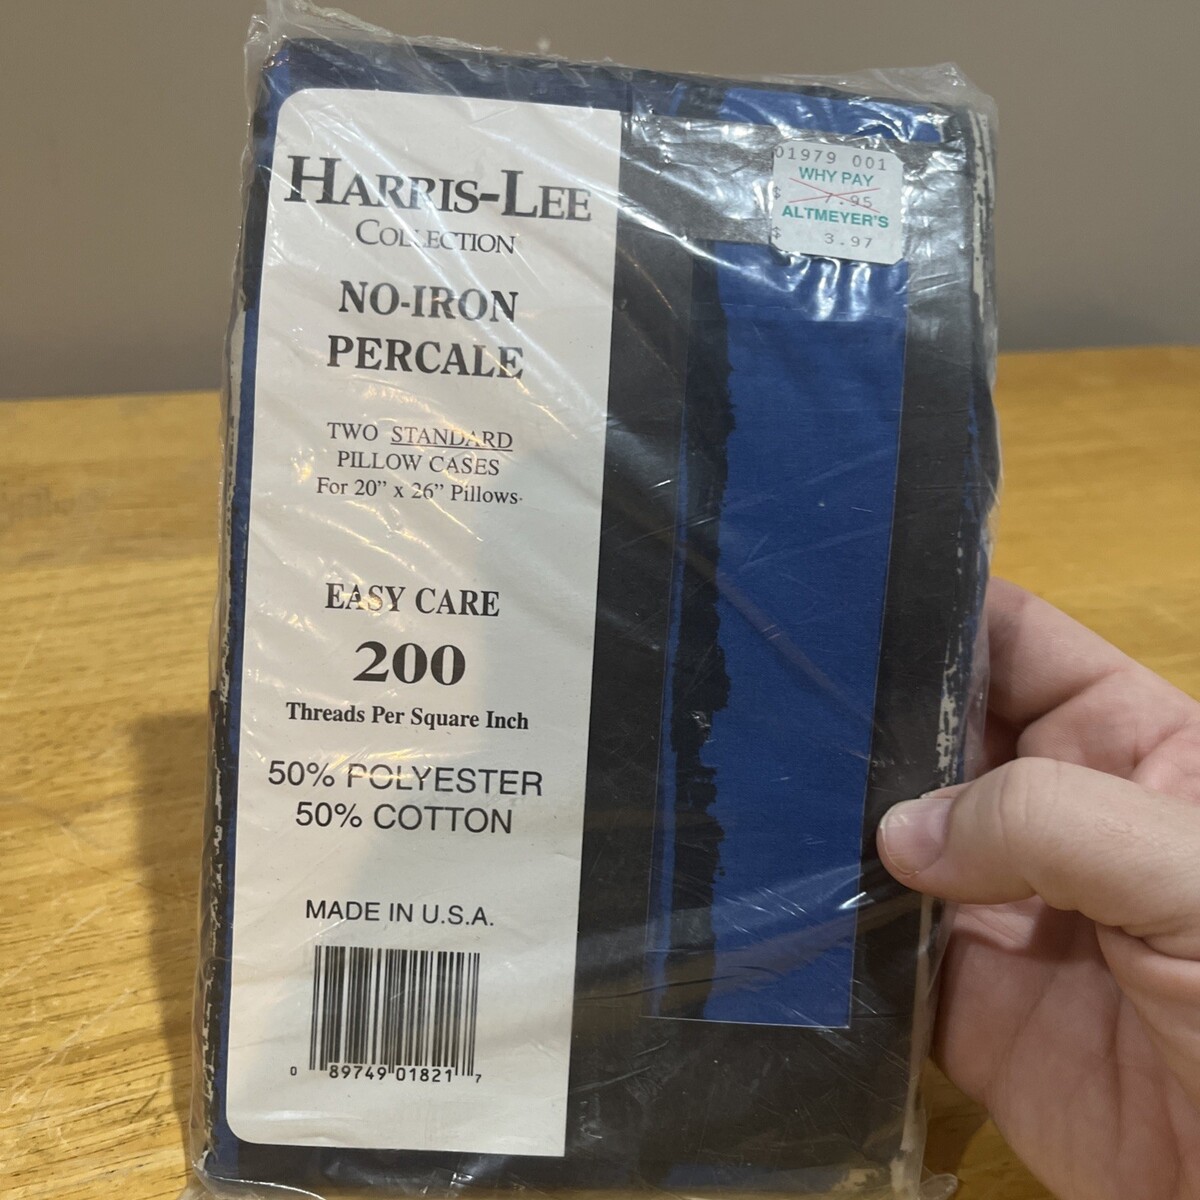 HARRIS-LEE
COLLECTION
NO-IRON
PERCALE
TWO STANDARD
PILLOW CASES
For 20" x 26" Pillows
EASY CARE
200
Threads Per Square Inch
50% POLYESTER
50% COTTON
MADE IN U.S.A.
0 89749 01821 7
01979 001
WHY PAY
$ 7.95
ALTMEYER'S
$ 3.97